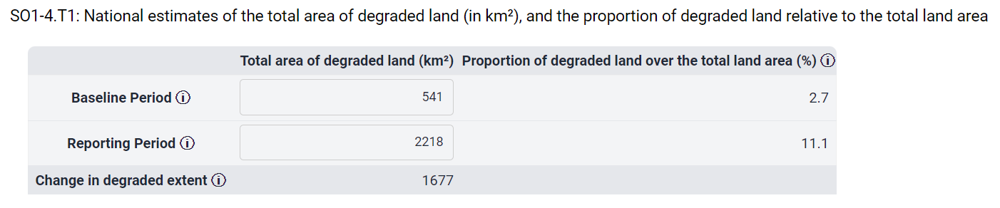 SO1-4.T1: National estimates of the total area of degraded land (in km²), and the proportion of degraded land relative to the total land area
Total area of degraded land (km²) Proportion of degraded land over the total land area (%) ⓘ
Baseline Period ⓘ 541 2.7
Reporting Period ⓘ 2218 11.1
Change in degraded extent ⓘ 1677